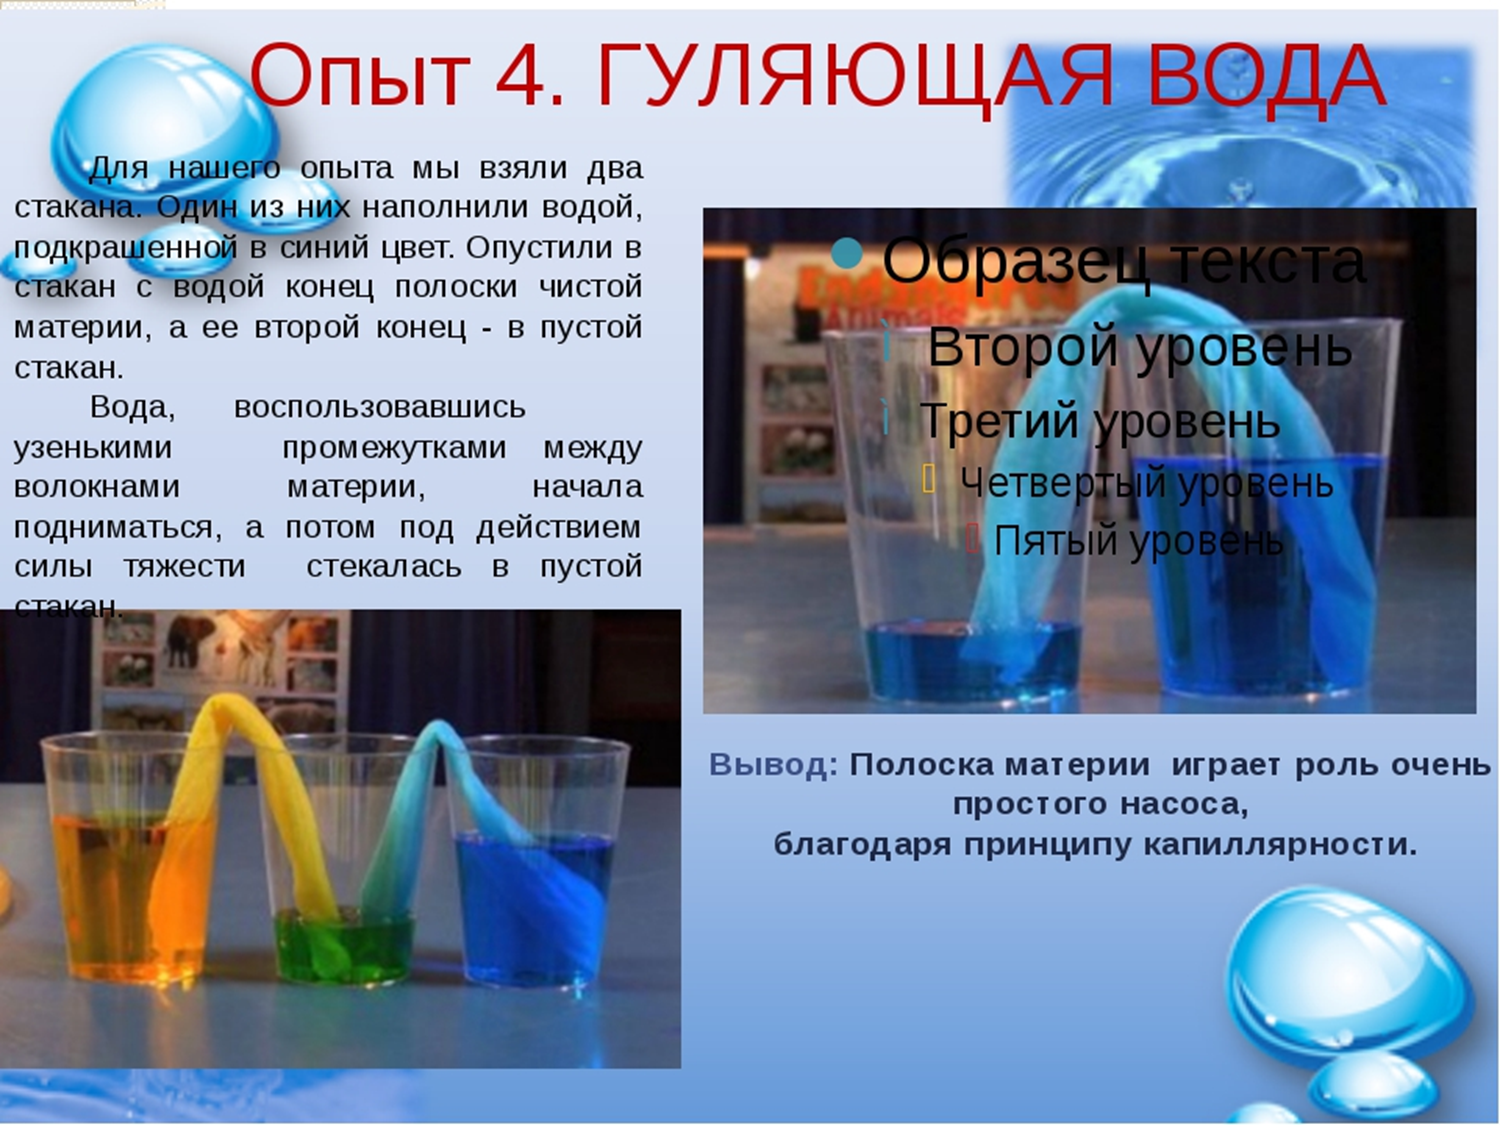 Опыт 4. ГУЛЯЮЩАЯ ВОДА
Для нашего опыта мы взяли два
стакана. Один из них наполнили водой,
подкрашенной в синий цвет. Опустили в
стакан с водой конец полоски чистой
материи, а ее второй конец - в пустой
стакан.
Вода, воспользовавшись
узенькими промежутками между
волокнами материи, начала
подниматься, а потом под действием
силы тяжести стекалась в пустой
стакан.
Образец текста
Второй уровень
Третий уровень
Четвертый уровень
Пятый уровень
Вывод: Полоска материи играет роль очень
простого насоса,
благодаря принципу капиллярности.